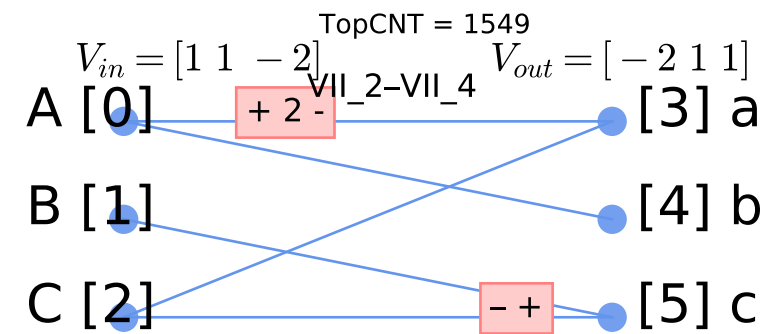 TopCNT = 1549
V_in = [1 1 −2] V_out = [−2 1 1]
VII_2–VII_4
A [0] + 2 - [3] a
B [1] [4] b
C [2] – + [5] c